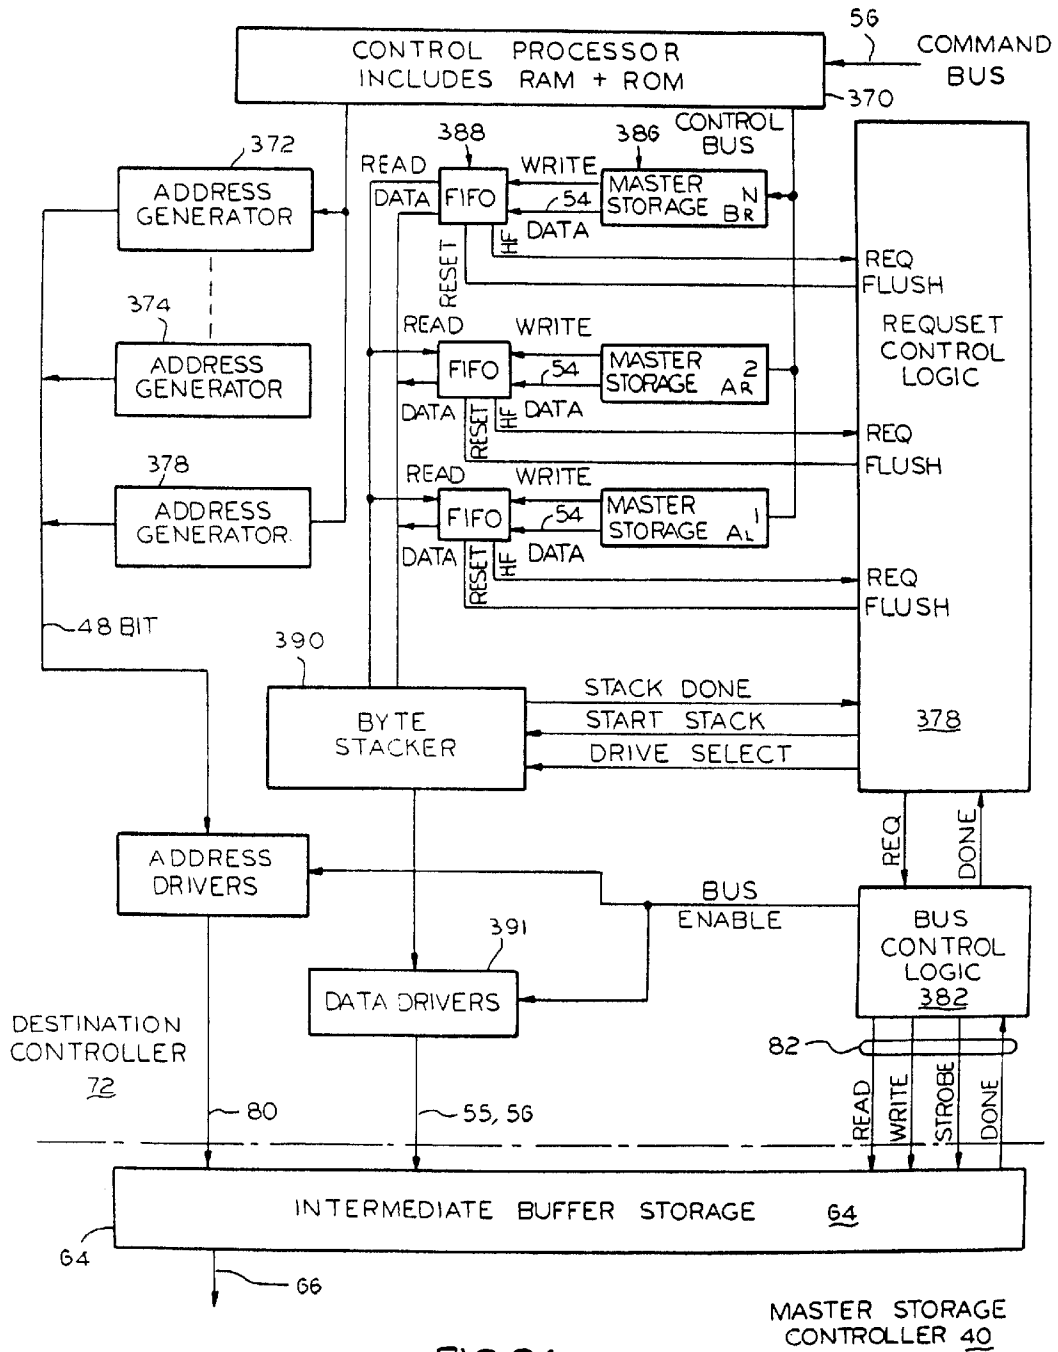 56
COMMAND
BUS
CONTROL PROCESSOR
INCLUDES RAM + ROM
370
CONTROL
BUS
372
ADDRESS
GENERATOR
374
ADDRESS
GENERATOR
378
ADDRESS
GENERATOR
48 BIT
388
386
READ
DATA
FIFO
WRITE
54
DATA
MASTER
STORAGE
N
BR
RESET
HF
REQ
FLUSH
READ
DATA
FIFO
WRITE
54
DATA
MASTER
STORAGE
2
AR
RESET
HF
REQ
FLUSH
READ
DATA
FIFO
WRITE
54
DATA
MASTER
STORAGE
1
AL
RESET
HF
REQ
FLUSH
REQUSET
CONTROL
LOGIC
378
390
BYTE
STACKER
STACK DONE
START STACK
DRIVE SELECT
REQ
DONE
ADDRESS
DRIVERS
BUS
ENABLE
BUS
CONTROL
LOGIC
382
391
DATA DRIVERS
DESTINATION
CONTROLLER
72
80
55, 56
82
READ
WRITE
STROBE
DONE
INTERMEDIATE BUFFER STORAGE 64
64
66
MASTER STORAGE
CONTROLLER 40